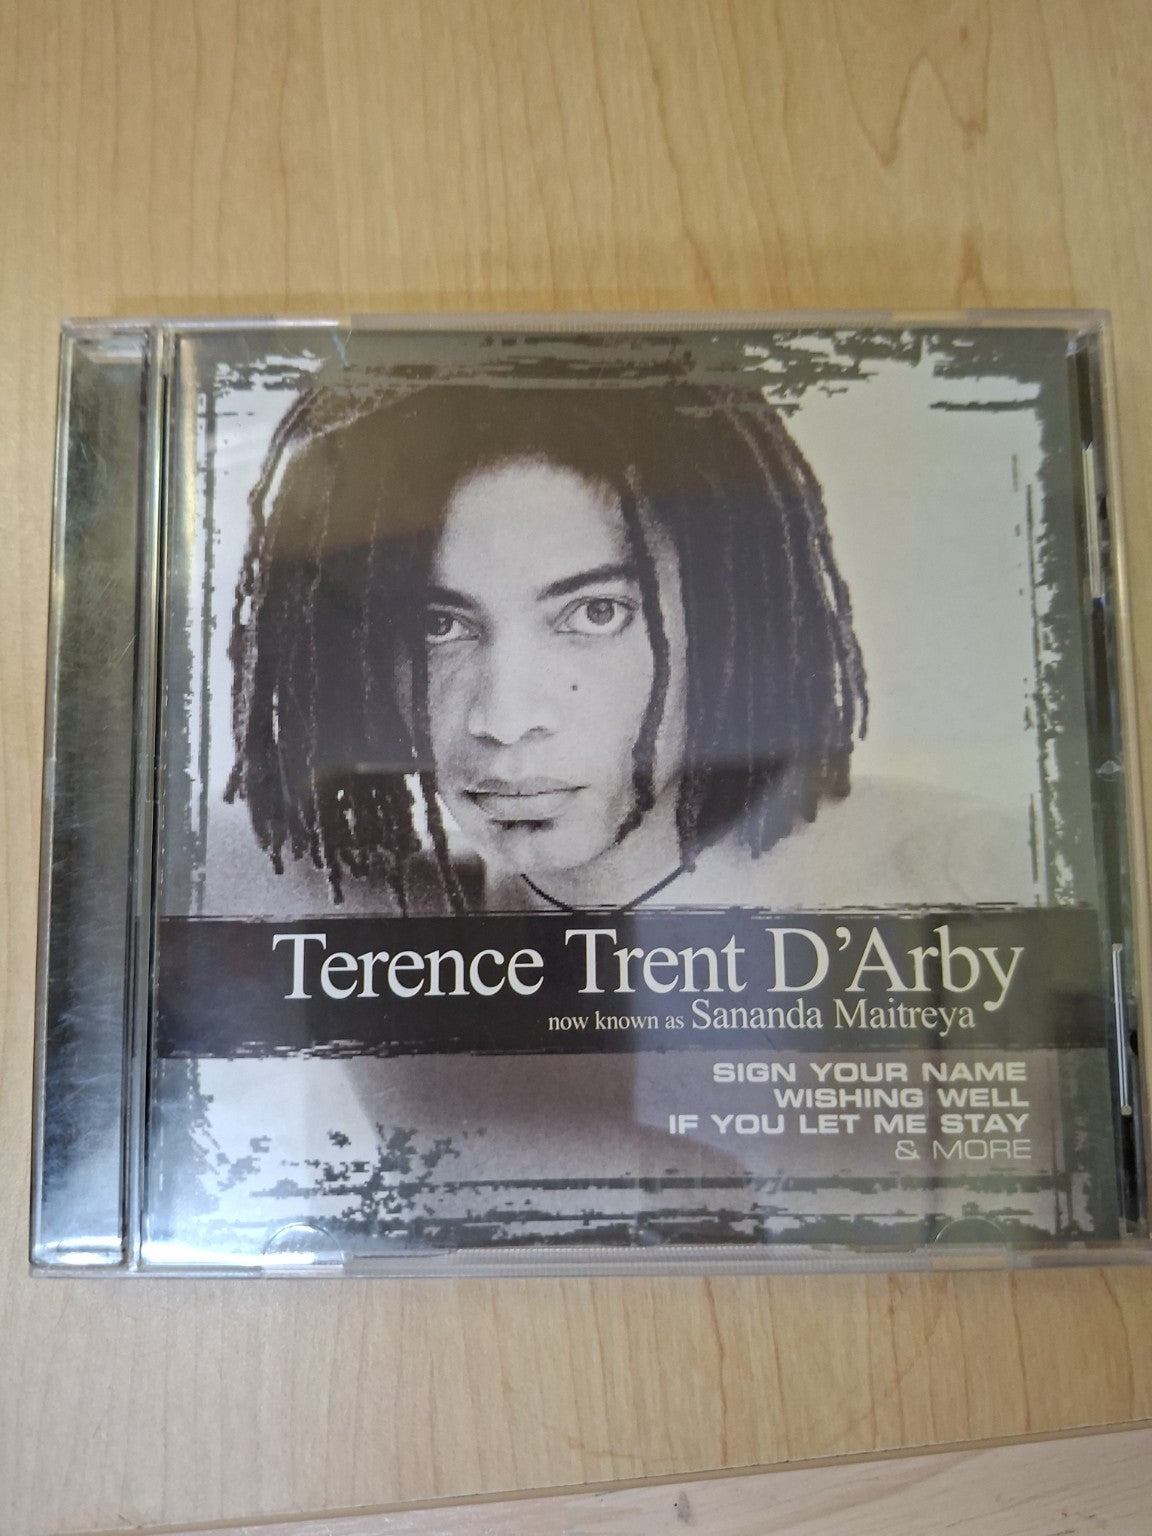 Terence Trent D’Arby
now known as Sananda Maitreya
SIGN YOUR NAME
WISHING WELL
IF YOU LET ME STAY
& MORE